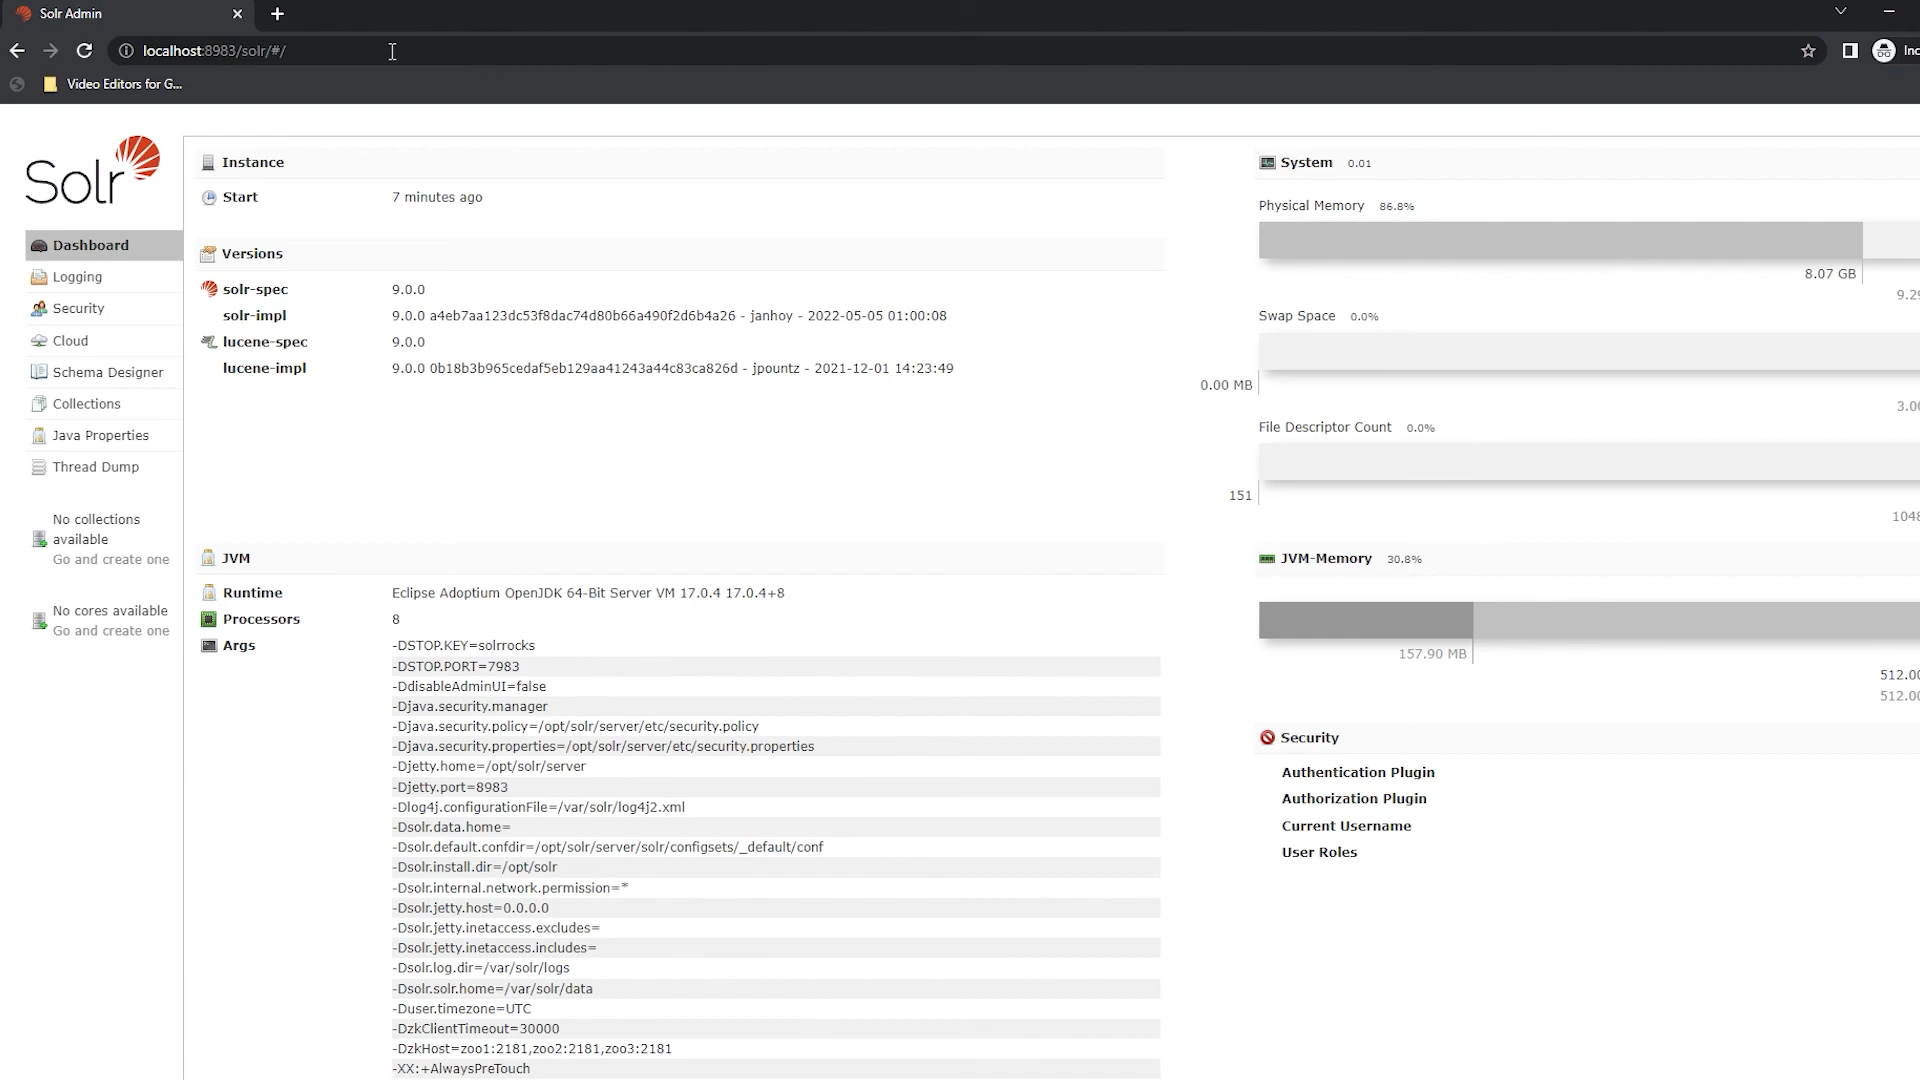 Solr Admin
localhost:8983/solr/#/
Inc
Video Editors for G...
Solr
Dashboard
Logging
Security
Cloud
Schema Designer
Collections
Java Properties
Thread Dump
No collections
available
Go and create one
No cores available
Go and create one
Instance
Start 7 minutes ago
Versions
solr-spec 9.0.0
solr-impl 9.0.0 a4eb7aa123dc53f8dac74d80b66a490f2d6b4a26 - janhoy - 2022-05-05 01:00:08
lucene-spec 9.0.0
lucene-impl 9.0.0 0b18b3b965cedaf5eb129aa41243a44c83ca826d - jpountz - 2021-12-01 14:23:49
JVM
Runtime Eclipse Adoptium OpenJDK 64-Bit Server VM 17.0.4 17.0.4+8
Processors 8
Args -DSTOP.KEY=solrrocks
-DSTOP.PORT=7983
-DdisableAdminUI=false
-Djava.security.manager
-Djava.security.policy=/opt/solr/server/etc/security.policy
-Djava.security.properties=/opt/solr/server/etc/security.properties
-Djetty.home=/opt/solr/server
-Djetty.port=8983
-Dlog4j.configurationFile=/var/solr/log4j2.xml
-Dsolr.data.home=
-Dsolr.default.confdir=/opt/solr/server/solr/configsets/_default/conf
-Dsolr.install.dir=/opt/solr
-Dsolr.internal.network.permission=*
-Dsolr.jetty.host=0.0.0.0
-Dsolr.jetty.inetaccess.excludes=
-Dsolr.jetty.inetaccess.includes=
-Dsolr.log.dir=/var/solr/logs
-Dsolr.solr.home=/var/solr/data
-Duser.timezone=UTC
-DzkClientTimeout=30000
-DzkHost=zoo1:2181,zoo2:2181,zoo3:2181
-XX:+AlwaysPreTouch
System 0.01
Physical Memory 86.8%
8.07 GB
9.29
Swap Space 0.0%
0.00 MB
3.00
File Descriptor Count 0.0%
151
1048
JVM-Memory 30.8%
157.90 MB
512.00
512.00
Security
Authentication Plugin
Authorization Plugin
Current Username
User Roles